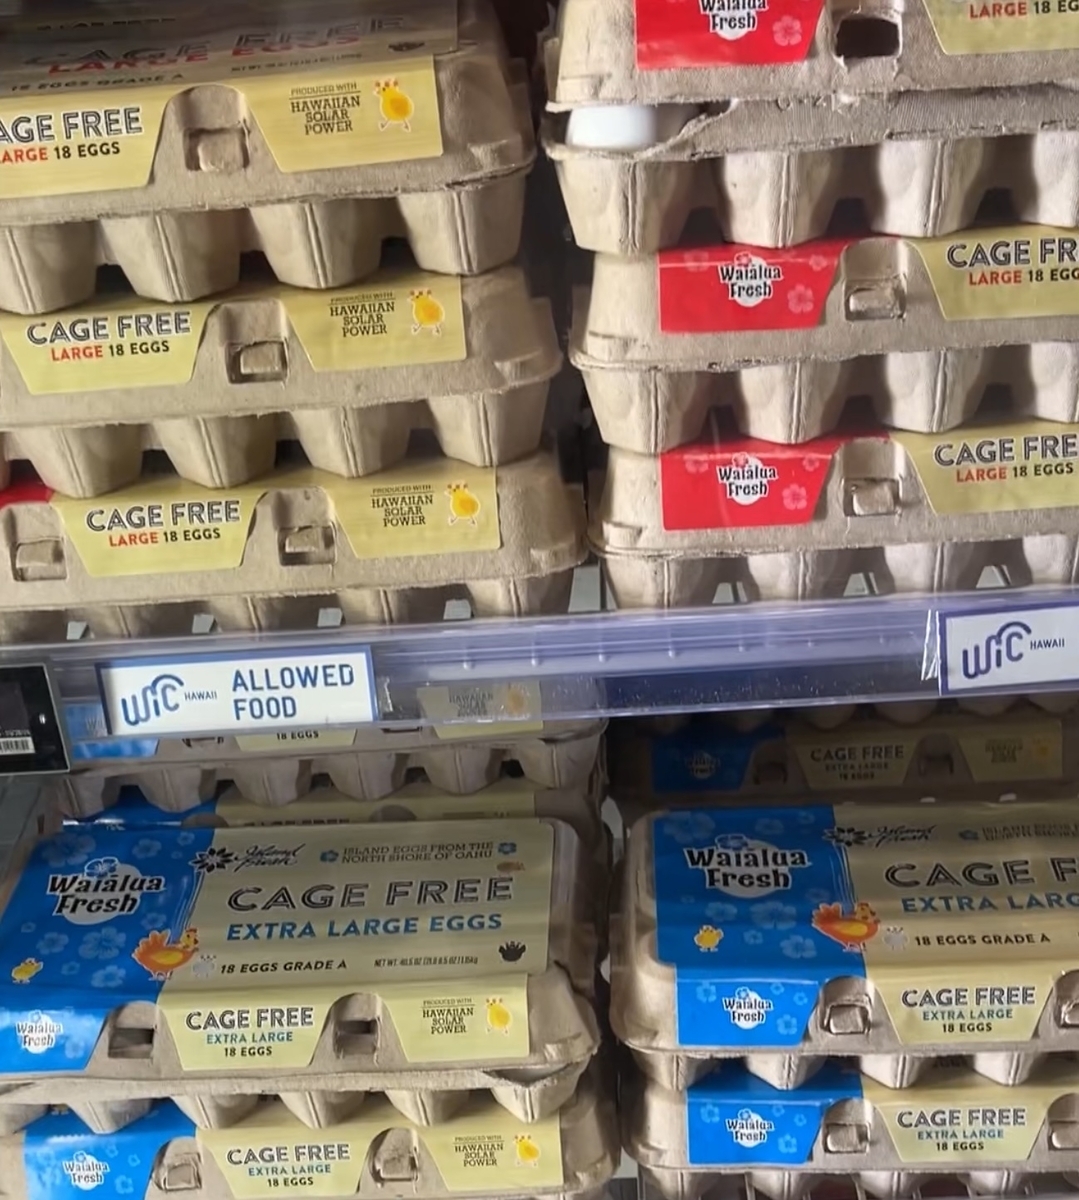 CAGE FREE
LARGE EGGS
18 EGGS GRADE A
CAGE FREE
LARGE 18 EGGS
PRODUCED WITH
HAWAIIAN
SOLAR
POWER
CAGE FREE
LARGE 18 EGGS
PRODUCED WITH
HAWAIIAN
SOLAR
POWER
CAGE FREE
LARGE 18 EGGS
PRODUCED WITH
HAWAIIAN
SOLAR
POWER
Waialua
Fresh
LARGE 18 EG
Waialua
Fresh
CAGE FR
LARGE 18 EGG
Waialua
Fresh
CAGE FRE
LARGE 18 EGGS
WIC HAWAII
ALLOWED
FOOD
WIC HAWAII
18 EGGS
CAGE FREE
EXTRA LARGE
18 EGGS
Waialua
Fresh
Island
Fresh
ISLAND EGGS FROM THE
NORTH SHORE OF OAHU
CAGE FREE
EXTRA LARGE EGGS
18 EGGS GRADE A
Waialua
Fresh
CAGE FREE
EXTRA LARGE
18 EGGS
PRODUCED WITH
HAWAIIAN
SOLAR
POWER
Waialua
Fresh
CAGE FREE
EXTRA LARGE
18 EGGS
PRODUCED WITH
HAWAIIAN
SOLAR
POWER
Waialua
Fresh
Island
Fresh
CAGE F
EXTRA LARG
18 EGGS GRADE A
Waialua
Fresh
CAGE FREE
EXTRA LARGE
18 EGGS
Waialua
Fresh
CAGE FREE
EXTRA LARGE
18 EGGS